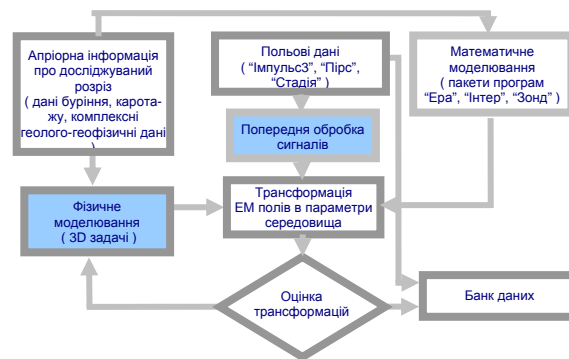 Апріорна інформація
про досліджуваний
розріз
( дані буріння, карота-
жу, комплексні
геолого-геофізичні дані
)
Польові дані
( “Імпульс3”, “Пірс”,
“Стадія” )
Математичне
моделювання
( пакети програм
“Ера”, “Інтер”, “Зонд” )
Попередня обробка
сигналів
Фізичне
моделювання
( 3D задачі )
Трансформація
ЕМ полів в параметри
середовища
Оцінка
трансформацій
Банк даних